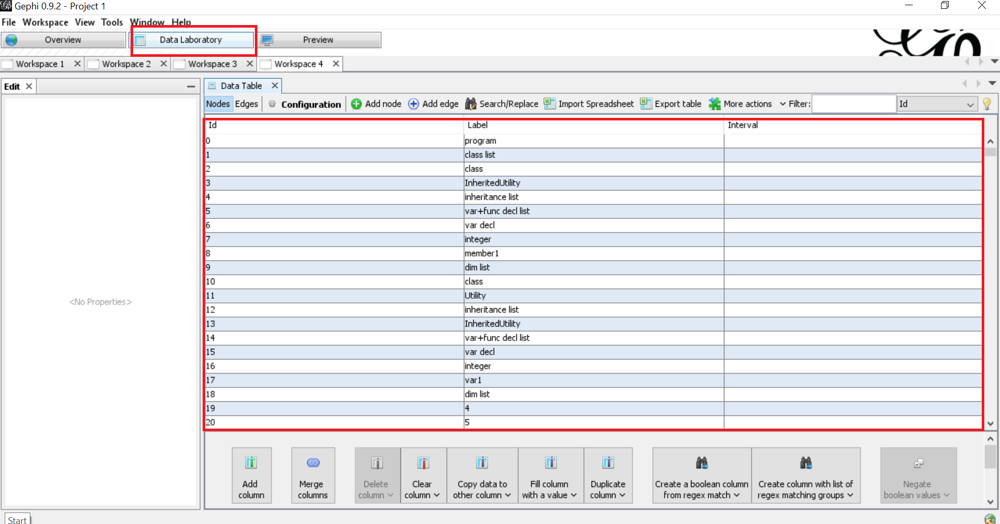 Gephi 0.9.2 - Project 1
File Workspace View Tools Window Help
Overview Data Laboratory Preview
Workspace 1 Workspace 2 Workspace 3 Workspace 4
Edit Data Table
Nodes Edges Configuration Add node Add edge Search/Replace Import Spreadsheet Export table More actions Filter: Id
Id Label Interval
0 program
1 class list
2 class
3 InheritedUtility
4 inheritance list
5 var+func decl list
6 var decl
7 integer
8 member1
9 dim list
10 class
11 Utility
<No Properties>
12 inheritance list
13 InheritedUtility
14 var+func decl list
15 var decl
16 integer
17 var1
18 dim list
19 4
20 5
Add column
Merge columns
Delete column
Clear column
Copy data to other column
Fill column with a value
Duplicate column
Create a boolean column from regex match
Create column with list of regex matching groups
Negate boolean values
Start